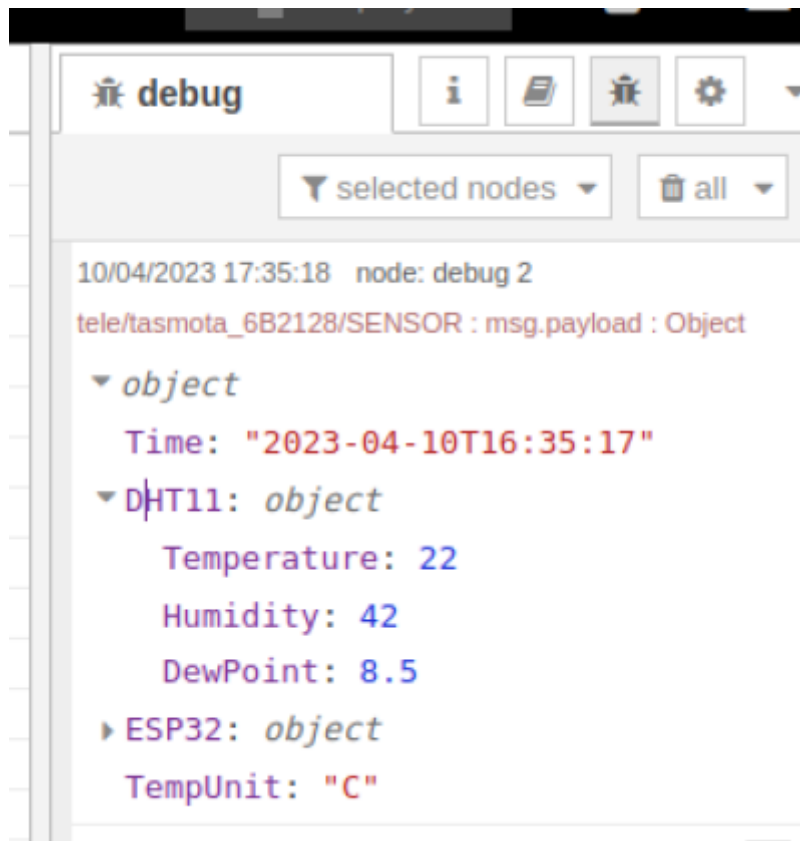 debug
i
selected nodes
all
10/04/2023 17:35:18 node: debug 2
tele/tasmota_6B2128/SENSOR : msg.payload : Object
object
Time: "2023-04-10T16:35:17"
DHT11: object
Temperature: 22
Humidity: 42
DewPoint: 8.5
ESP32: object
TempUnit: "C"